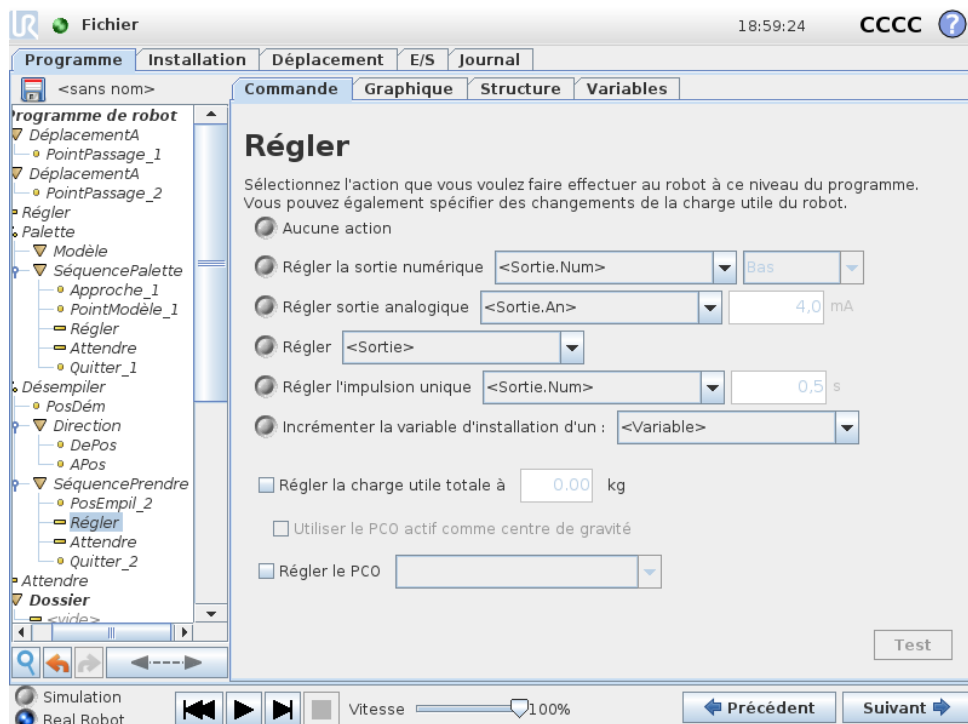 UR Fichier 18:59:24 CCCC ?
Programme Installation Déplacement E/S Journal
<sans nom>
Commande Graphique Structure Variables
Programme de robot
DéplacementA
PointPassage_1
DéplacementA
PointPassage_2
Régler
Palette
Modèle
SéquencePalette
Approche_1
PointModèle_1
Régler
Attendre
Quitter_1
Désempiler
PosDém
Direction
DePos
APos
SéquencePrendre
PosEmpil_2
Régler
Attendre
Quitter_2
Attendre
Dossier
<vide>
Régler
Sélectionnez l'action que vous voulez faire effectuer au robot à ce niveau du programme.
Vous pouvez également spécifier des changements de la charge utile du robot.
Aucune action
Régler la sortie numérique <Sortie.Num> Bas
Régler sortie analogique <Sortie.An> 4,0 mA
Régler <Sortie>
Régler l'impulsion unique <Sortie.Num> 0,5 s
Incrémenter la variable d'installation d'un : <Variable>
Régler la charge utile totale à 0.00 kg
Utiliser le PCO actif comme centre de gravité
Régler le PCO
Test
Simulation
Real Robot
Vitesse 100%
Précédent Suivant